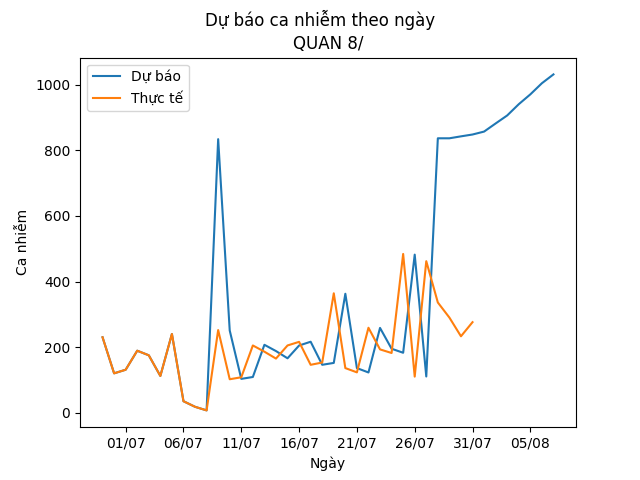 Dự báo ca nhiễm theo ngày
QUAN 8/
Dự báo
Thực tế
Ca nhiễm
1000
800
600
400
200
0
01/07 06/07 11/07 16/07 21/07 26/07 31/07 05/08
Ngày